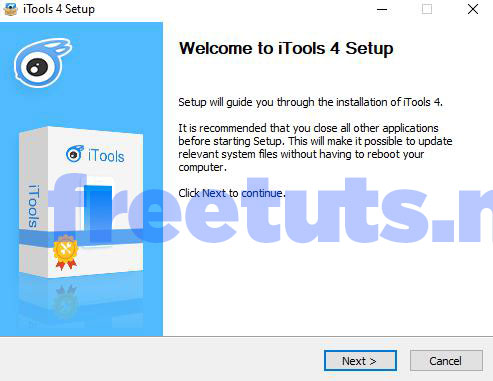 iTools 4 Setup
Welcome to iTools 4 Setup
Setup will guide you through the installation of iTools 4.
It is recommended that you close all other applications
before starting Setup. This will make it possible to update
relevant system files without having to reboot your
computer.
Click Next to continue.
iTools
iTools
freetuts.n
Next >
Cancel